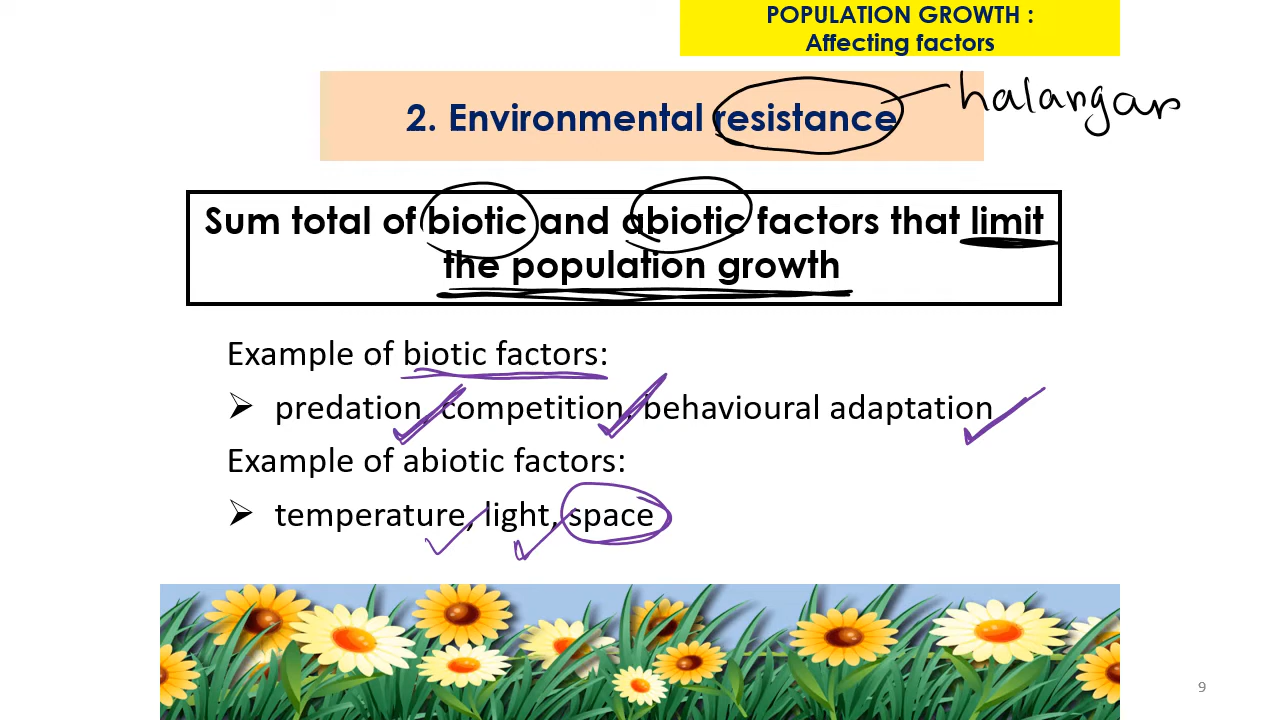 POPULATION GROWTH :
Affecting factors
2. Environmental resistance
halangan
Sum total of biotic and abiotic factors that limit
the population growth
Example of biotic factors:
➢ predation, competition, behavioural adaptation
Example of abiotic factors:
➢ temperature, light, space
9